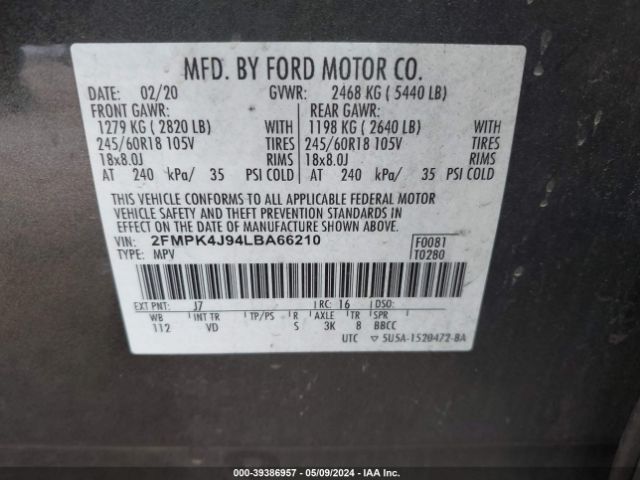 MFD. BY FORD MOTOR CO.
DATE: 02/20 GVWR: 2468 KG ( 5440 LB)
FRONT GAWR: REAR GAWR:
1279 KG ( 2820 LB) WITH 1198 KG ( 2640 LB) WITH
245/60R18 105V TIRES 245/60R18 105V TIRES
18x8.0J RIMS 18x8.0J RIMS
AT 240 kPa/ 35 PSI COLD AT 240 kPa/ 35 PSI COLD
THIS VEHICLE CONFORMS TO ALL APPLICABLE FEDERAL MOTOR
VEHICLE SAFETY AND THEFT PREVENTION STANDARDS IN
EFFECT ON THE DATE OF MANUFACTURE SHOWN ABOVE.
VIN: 2FMPK4J94LBA66210 F0081
TYPE: MPV T0280
EXT PNT: J7 RC: 16 DSO:
WB INT TR TP/PS R AXLE TR SPR
112 VD S 3K 8 BBCC
UTC ▽ 5U5A-1520472-BA
000-39386957 - 05/09/2024 - IAA Inc.